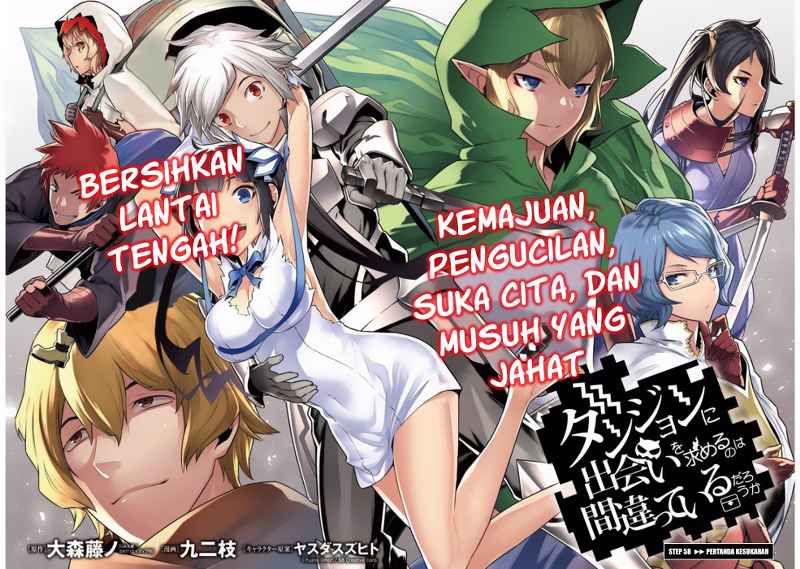 BERSIHKAN
LANTAI
TENGAH!
KEMAJUAN,
PENGUCILAN,
SUKA CITA, DAN
MUSUH YANG
JAHAT
ダンジョンに
出会いを求めるのは
間違っているだろうか
[原作] 大森藤ノ
[漫画] 九二枝
[キャラクター原案] ヤスダスズヒト
STEP 58 ▶▶ PERTANDA KESUKARAN